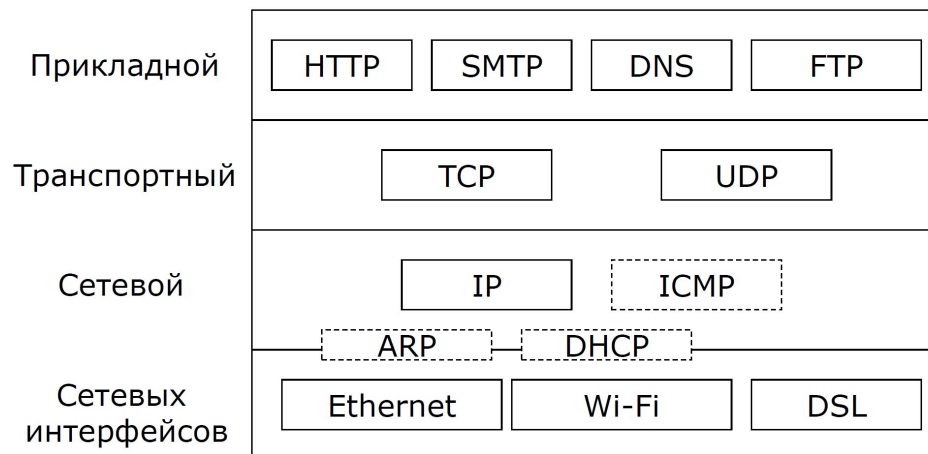 Прикладной
HTTP SMTP DNS FTP
Транспортный
TCP UDP
Сетевой
IP ICMP
ARP DHCP
Сетевых
интерфейсов
Ethernet Wi-Fi DSL